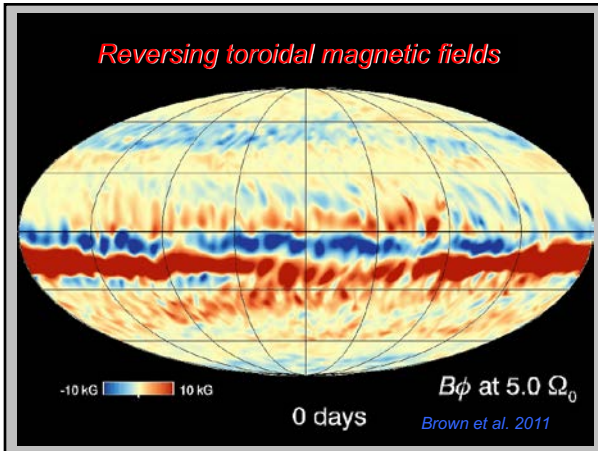 Reversing toroidal magnetic fields
-10 kG 10 kG
Bϕ at 5.0 Ω₀
0 days
Brown et al. 2011